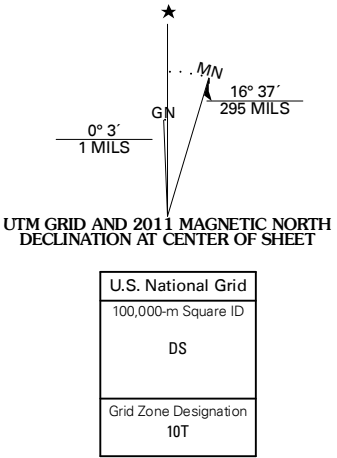 MN
GN
16° 37´
295 MILS
0° 3´
1 MILS
UTM GRID AND 2011 MAGNETIC NORTH
DECLINATION AT CENTER OF SHEET
U.S. National Grid
100,000-m Square ID
DS
Grid Zone Designation
10T